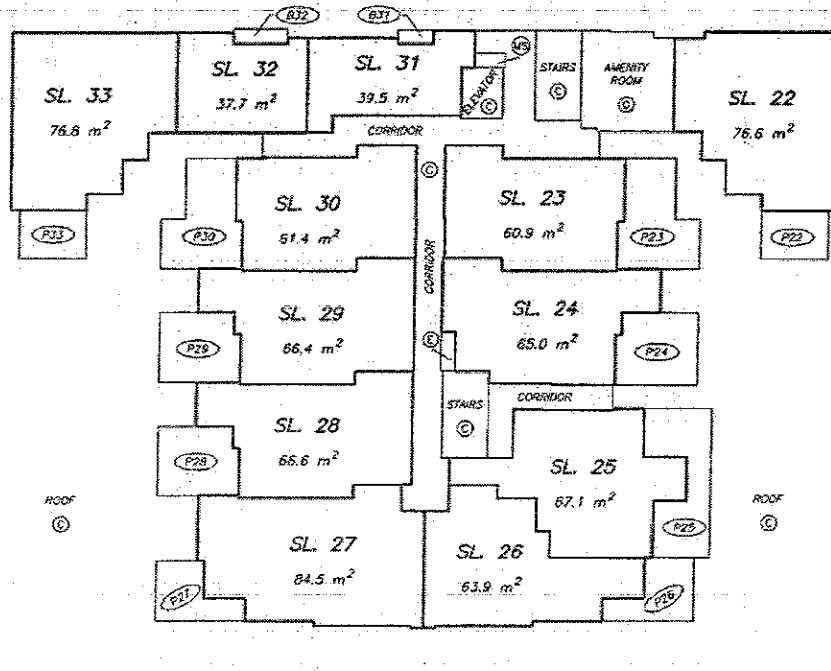 B32
B31
SL. 33
76.8 m²
SL. 32
37.7 m²
SL. 31
39.5 m²
ELEVATOR
C
MS
STAIRS
C
AMENITY
ROOM
G
SL. 22
76.6 m²
CORRIDOR
C
P33
P30
SL. 30
61.4 m²
SL. 23
60.9 m²
P23
P22
CORRIDOR
SL. 29
66.4 m²
P29
SL. 24
65.0 m²
P24
E
STAIRS
C
CORRIDOR
SL. 28
66.6 m²
P28
SL. 25
67.1 m²
P25
ROOF
C
ROOF
C
SL. 27
84.5 m²
P27
SL. 26
63.9 m²
P26